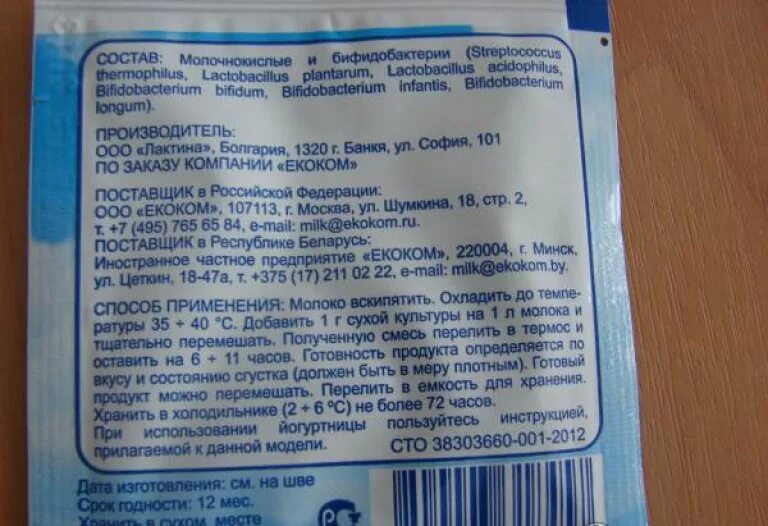 СОСТАВ: Молочнокислые и бифидобактерии (Streptococcus
thermophilus, Lactobacillus plantarum, Lactobacillus acidophilus,
Bifidobacterium bifidum, Bifidobacterium infantis, Bifidobacterium
longum).
ПРОИЗВОДИТЕЛЬ:
ООО «Лактина», Болгария, 1320 г. Банкя, ул. София, 101
ПО ЗАКАЗУ КОМПАНИИ «ЕКОКОМ»
ПОСТАВЩИК в Российской Федерации:
ООО «ЕКОКОМ», 107113, г. Москва, ул. Шумкина, 18, стр. 2,
т. +7 (495) 765 65 84, e-mail: milk@ekokom.ru.
ПОСТАВЩИК в Республике Беларусь:
Иностранное частное предприятие «ЕКОКОМ», 220004, г. Минск,
ул. Цеткин, 18-47а, т. +375 (17) 211 02 22, e-mail: milk@ekokom.by.
СПОСОБ ПРИМЕНЕНИЯ: Молоко вскипятить. Охладить до темпе-
ратуры 35 ÷ 40 °С. Добавить 1 г сухой культуры на 1 л молока и
тщательно перемешать. Полученную смесь перелить в термос и
оставить на 6 ÷ 11 часов. Готовность продукта определяется по
вкусу и состоянию сгустка (должен быть в меру плотным). Готовый
продукт можно перемешать. Перелить в емкость для хранения.
Хранить в холодильнике (2 ÷ 6 °С) не более 72 часов.
При использовании йогуртницы пользуйтесь инструкцией,
прилагаемой к данной модели. СТО 38303660-001-2012
Дата изготовления: см. на шве
Срок годности: 12 мес.
Хранить в сухом месте